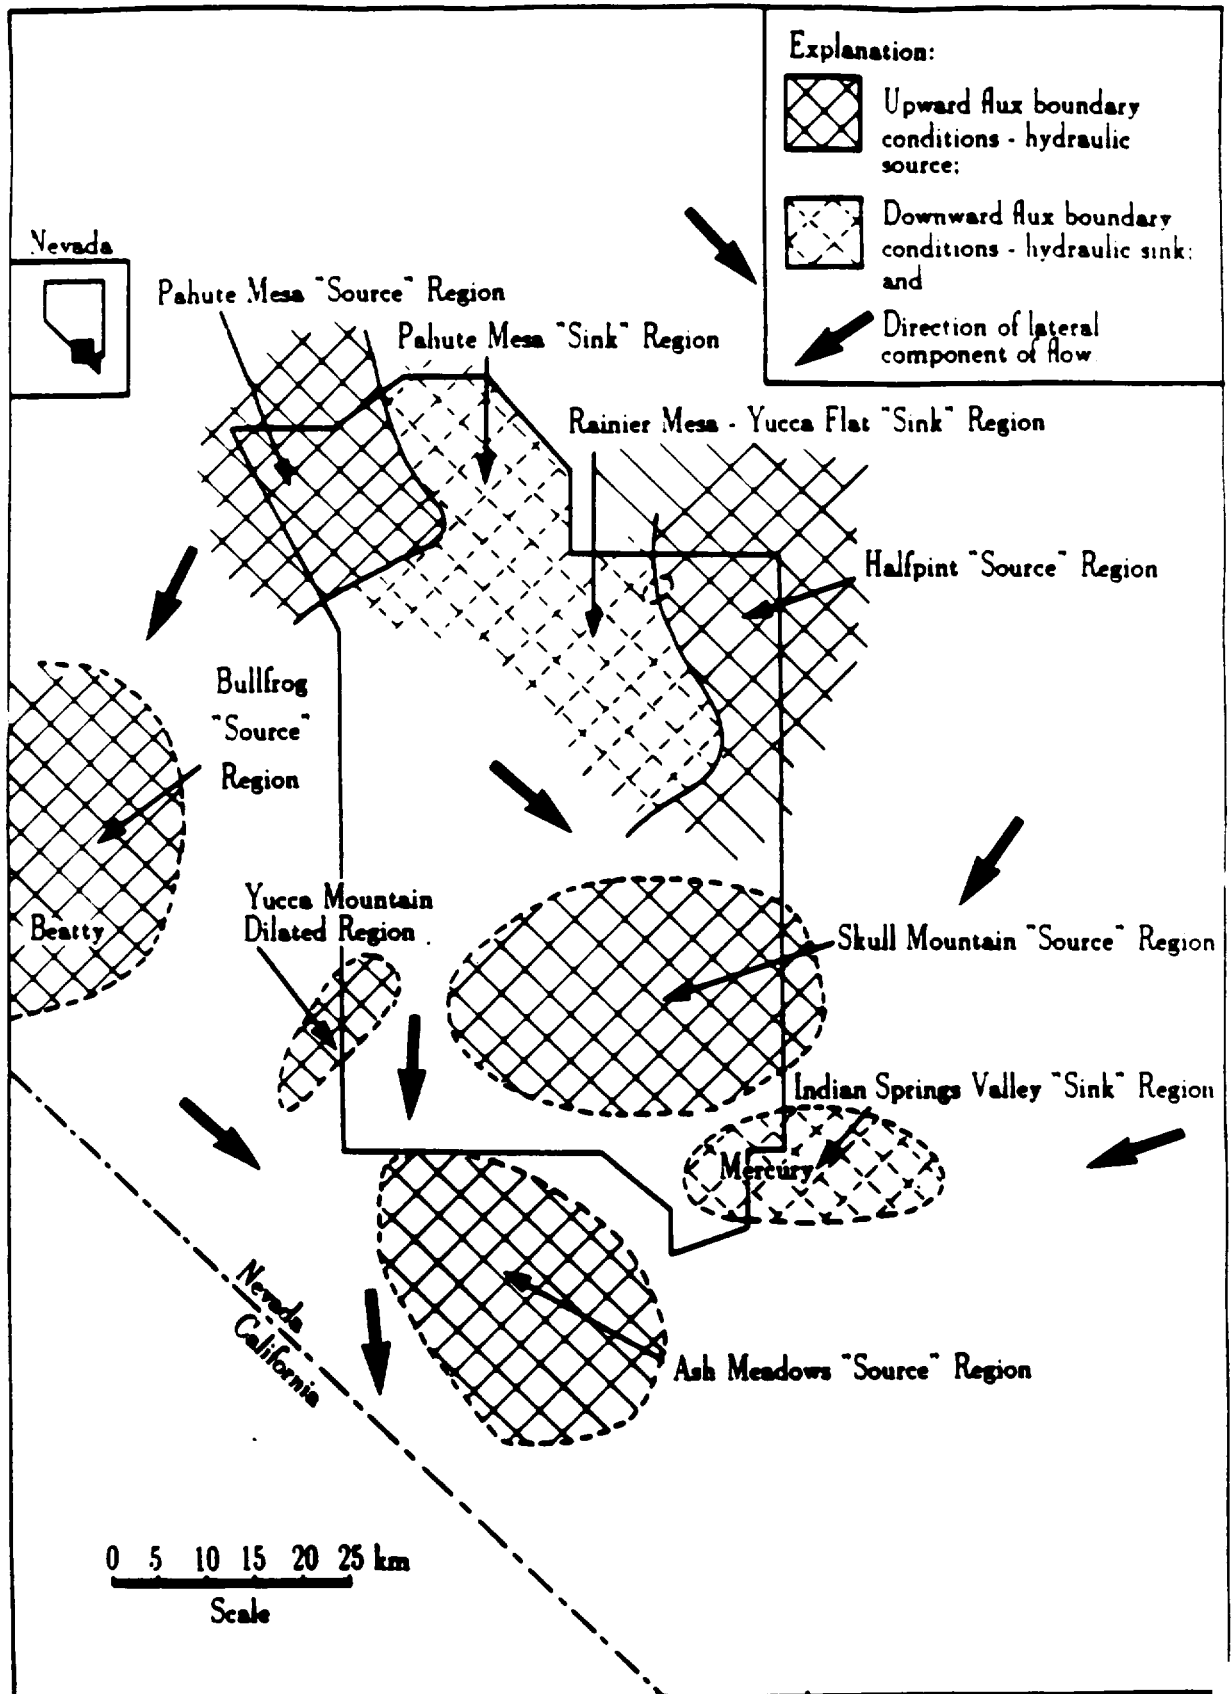 Explanation:
Upward flux boundary
conditions - hydraulic
source;
Downward flux boundary
conditions - hydraulic sink;
and
Direction of lateral
component of flow
Nevada
Pahute Mesa "Source" Region
Pahute Mesa "Sink" Region
Rainier Mesa - Yucca Flat "Sink" Region
Halfpint "Source" Region
Bullfrog
"Source"
Region
Beatty
Yucca Mountain
Dilated Region
Skull Mountain "Source" Region
Indian Springs Valley "Sink" Region
Mercury
Nevada
California
Ash Meadows "Source" Region
0 5 10 15 20 25 km
Scale